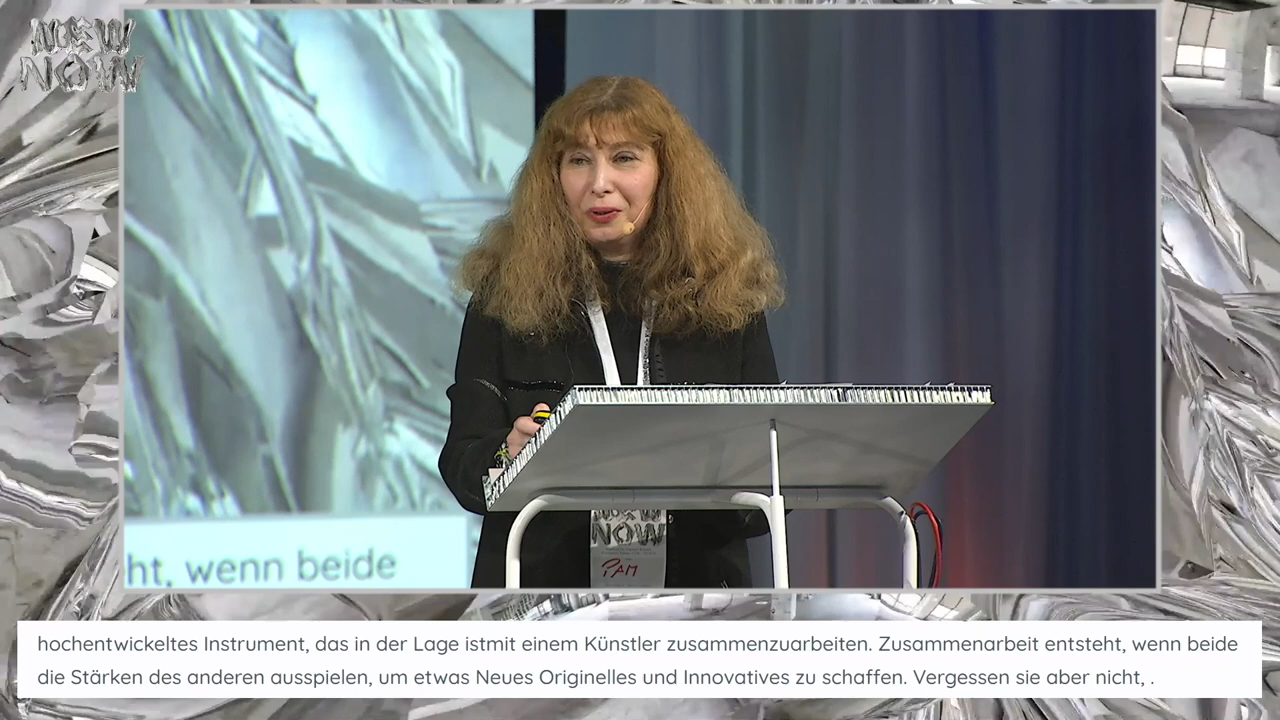 NEW
NOW
ht, wenn beide
NEW
NOW
PAM
hochentwickeltes Instrument, das in der Lage istmit einem Künstler zusammenzuarbeiten. Zusammenarbeit entsteht, wenn beide
die Stärken des anderen ausspielen, um etwas Neues Originelles und Innovatives zu schaffen. Vergessen sie aber nicht, .